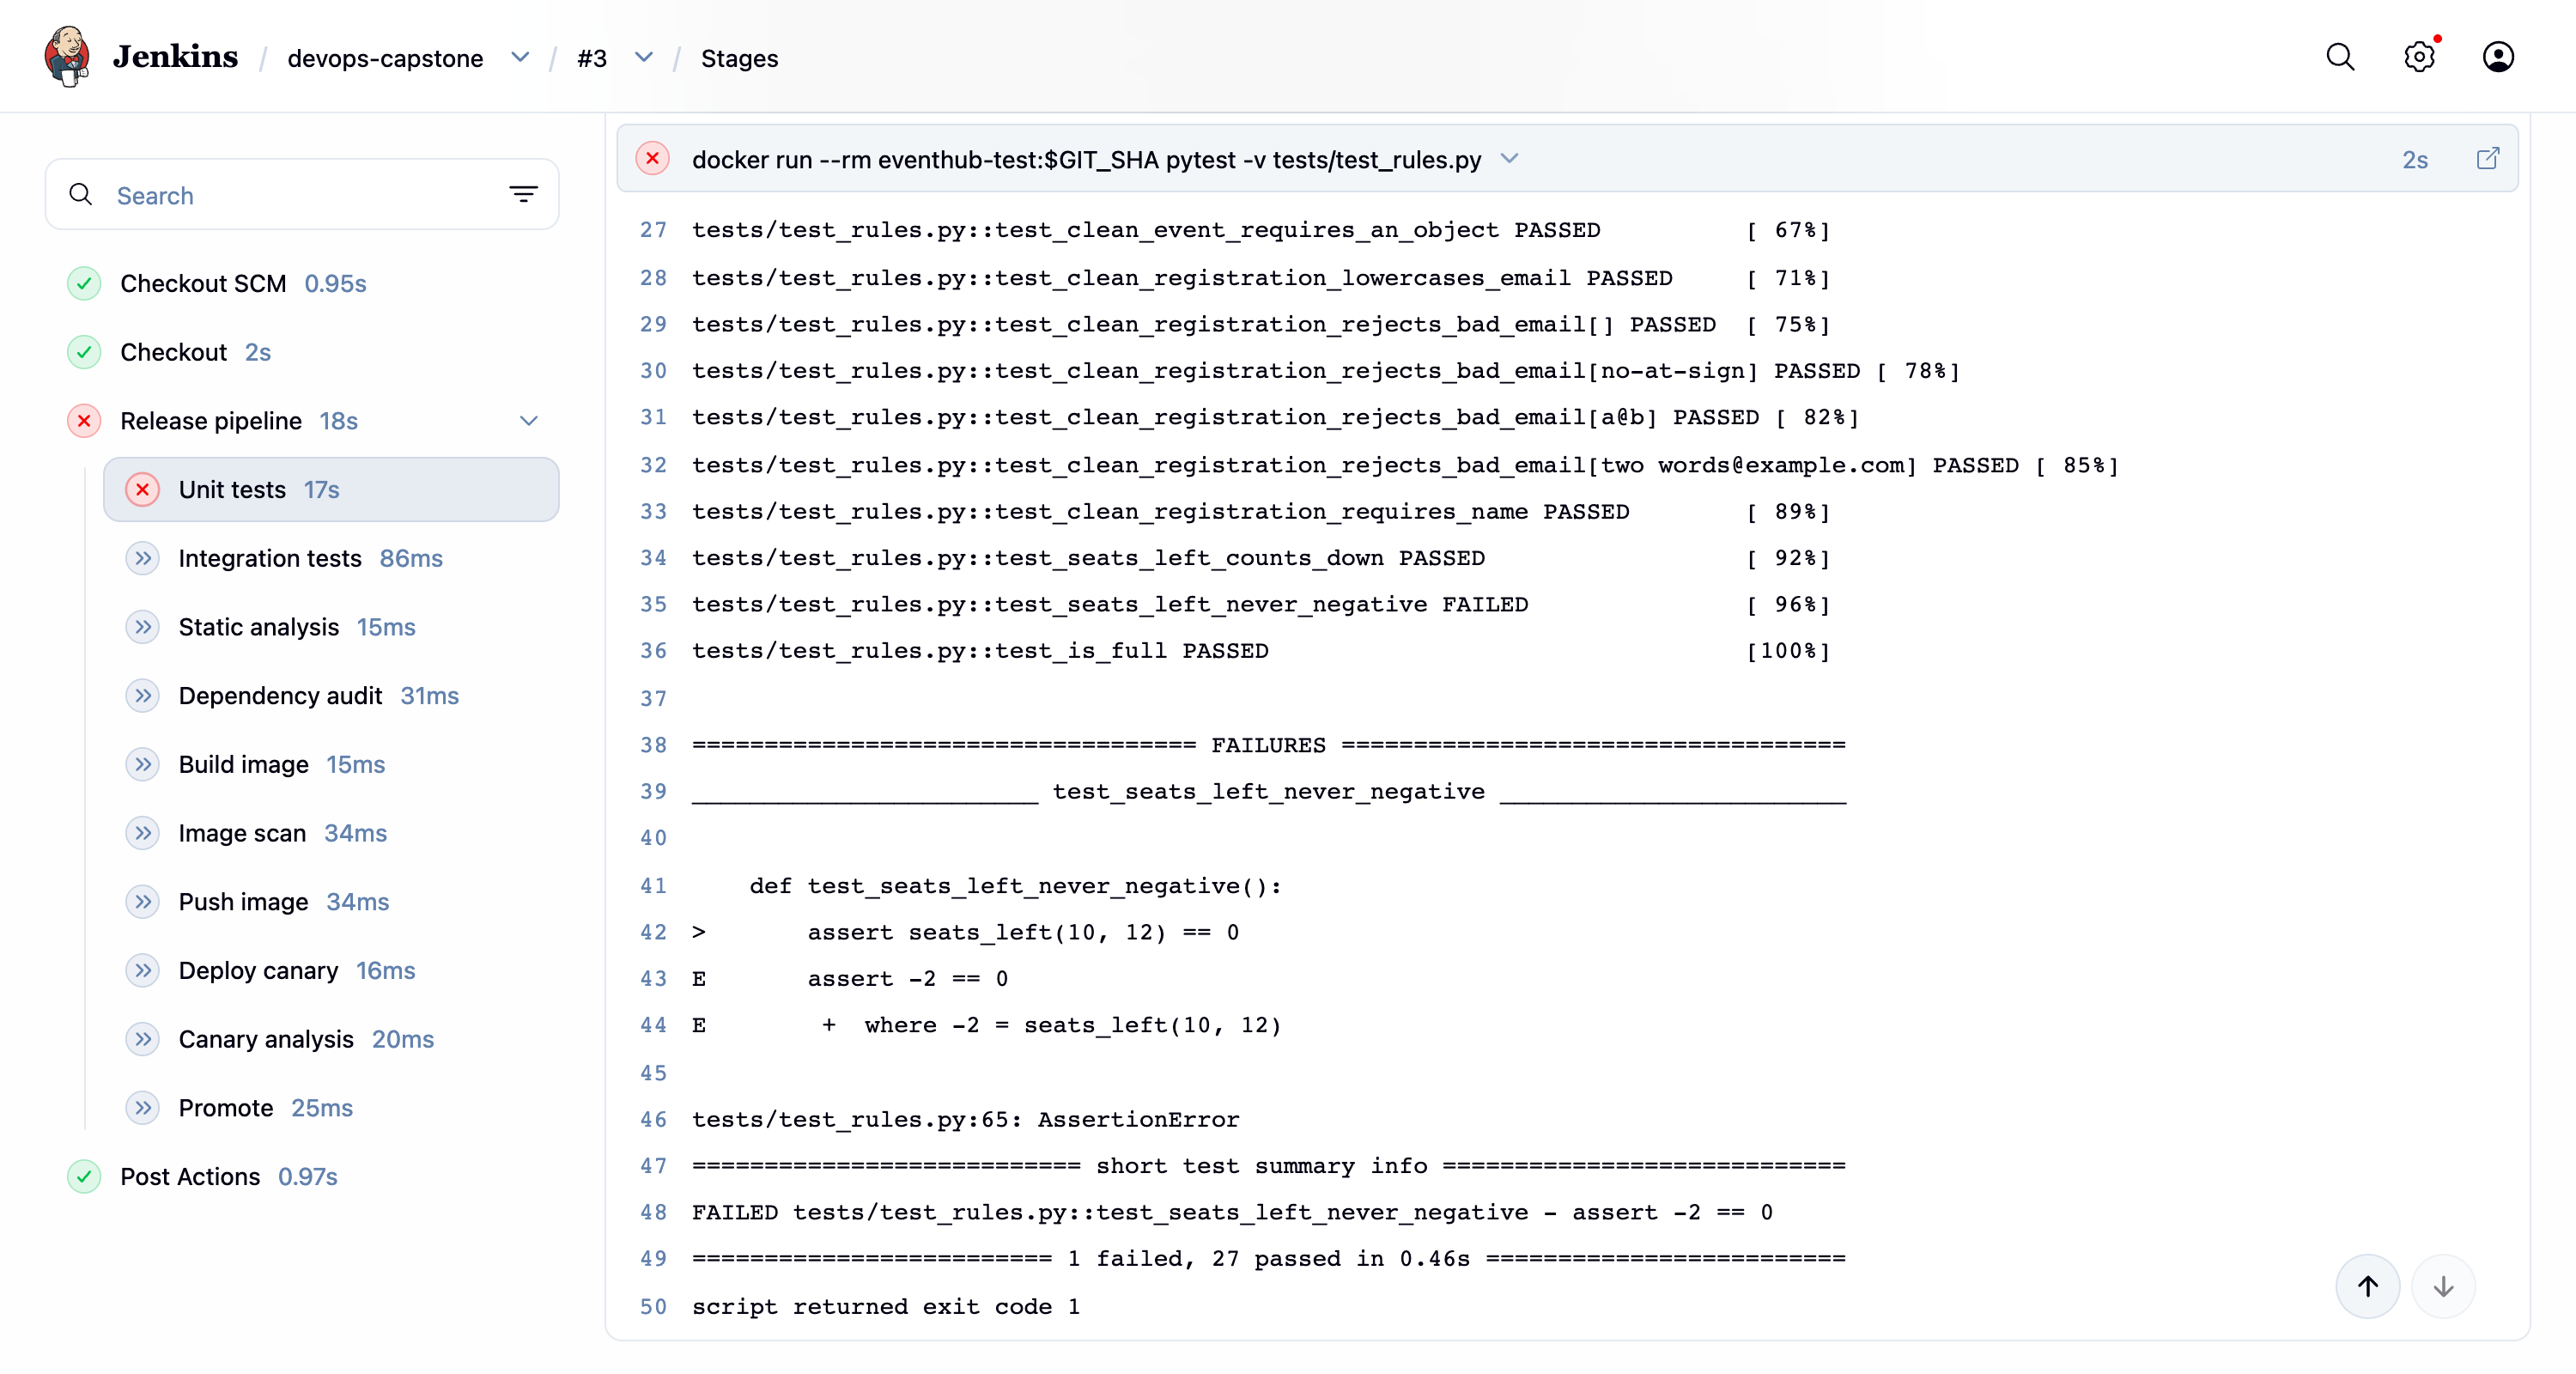 Jenkins / devops-capstone / #3 / Stages
Search
Checkout SCM 0.95s
Checkout 2s
Release pipeline 18s
Unit tests 17s
Integration tests 86ms
Static analysis 15ms
Dependency audit 31ms
Build image 15ms
Image scan 34ms
Push image 34ms
Deploy canary 16ms
Canary analysis 20ms
Promote 25ms
Post Actions 0.97s
docker run --rm eventhub-test:$GIT_SHA pytest -v tests/test_rules.py 2s
27 tests/test_rules.py::test_clean_event_requires_an_object PASSED [ 67%]
28 tests/test_rules.py::test_clean_registration_lowercases_email PASSED [ 71%]
29 tests/test_rules.py::test_clean_registration_rejects_bad_email[] PASSED [ 75%]
30 tests/test_rules.py::test_clean_registration_rejects_bad_email[no-at-sign] PASSED [ 78%]
31 tests/test_rules.py::test_clean_registration_rejects_bad_email[a@b] PASSED [ 82%]
32 tests/test_rules.py::test_clean_registration_rejects_bad_email[two words@example.com] PASSED [ 85%]
33 tests/test_rules.py::test_clean_registration_requires_name PASSED [ 89%]
34 tests/test_rules.py::test_seats_left_counts_down PASSED [ 92%]
35 tests/test_rules.py::test_seats_left_never_negative FAILED [ 96%]
36 tests/test_rules.py::test_is_full PASSED [100%]
37
38 =================================== FAILURES ===================================
39 ________________________ test_seats_left_never_negative ________________________
40
41     def test_seats_left_never_negative():
42 >       assert seats_left(10, 12) == 0
43 E       assert -2 == 0
44 E        +  where -2 = seats_left(10, 12)
45
46 tests/test_rules.py:65: AssertionError
47 =========================== short test summary info ============================
48 FAILED tests/test_rules.py::test_seats_left_never_negative - assert -2 == 0
49 ========================= 1 failed, 27 passed in 0.46s =========================
50 script returned exit code 1